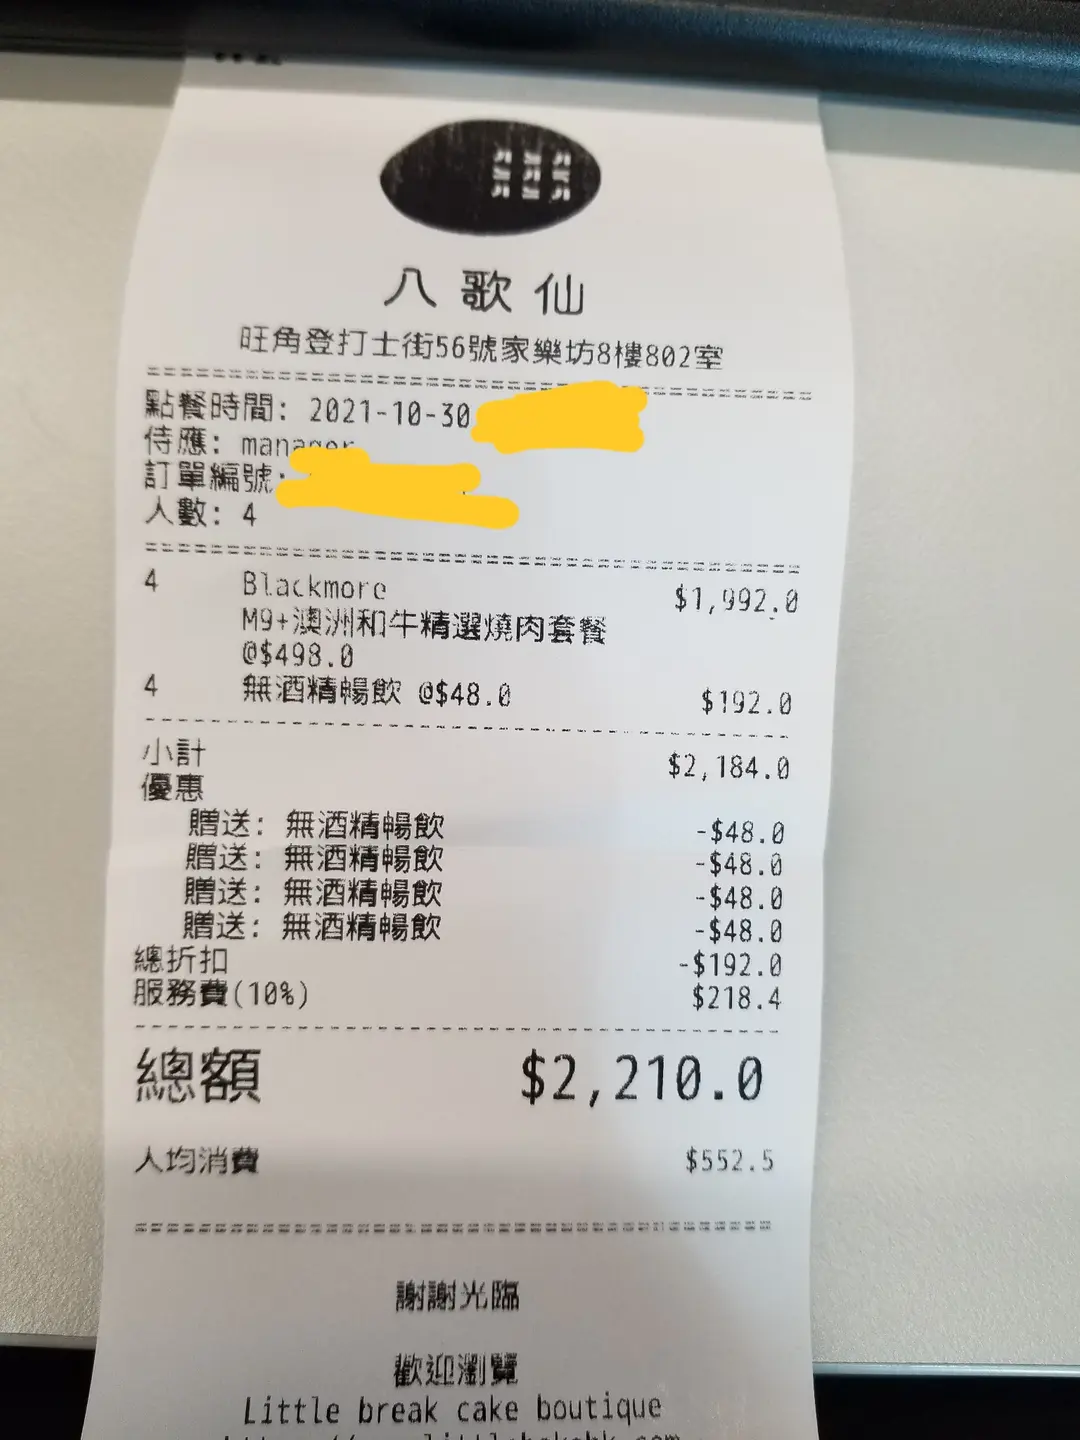 八歌仙
旺角登打士街56號家樂坊8樓802室
點餐時間: 2021-10-30
侍應: manager
訂單編號:
人數: 4
4 Blackmore $1,992.0
M9+澳洲和牛精選燒肉套餐
@$498.0
4 無酒精暢飲 @$48.0 $192.0
小計 $2,184.0
優惠
贈送: 無酒精暢飲 -$48.0
贈送: 無酒精暢飲 -$48.0
贈送: 無酒精暢飲 -$48.0
贈送: 無酒精暢飲 -$48.0
總折扣 -$192.0
服務費(10%) $218.4
總額 $2,210.0
人均消費 $552.5
謝謝光臨
歡迎瀏覽
Little break cake boutique